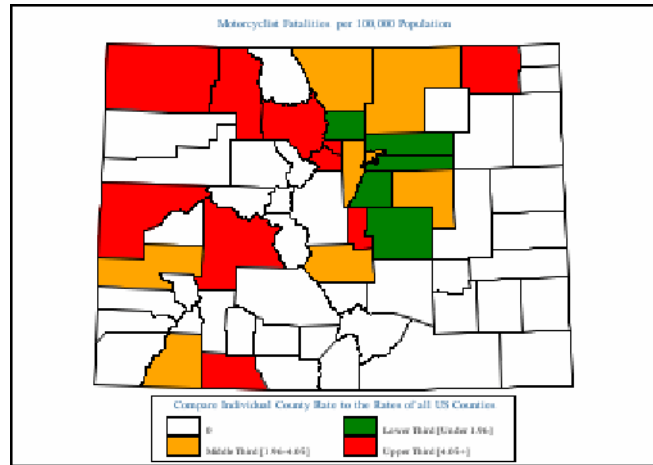 Motorcyclist Fatalities per 100,000 Population
Compare Individual County Rate to the Rates of all US Counties
0
Lower Third [Under 1.96]
Middle Third [1.96-4.05]
Upper Third [4.05+]